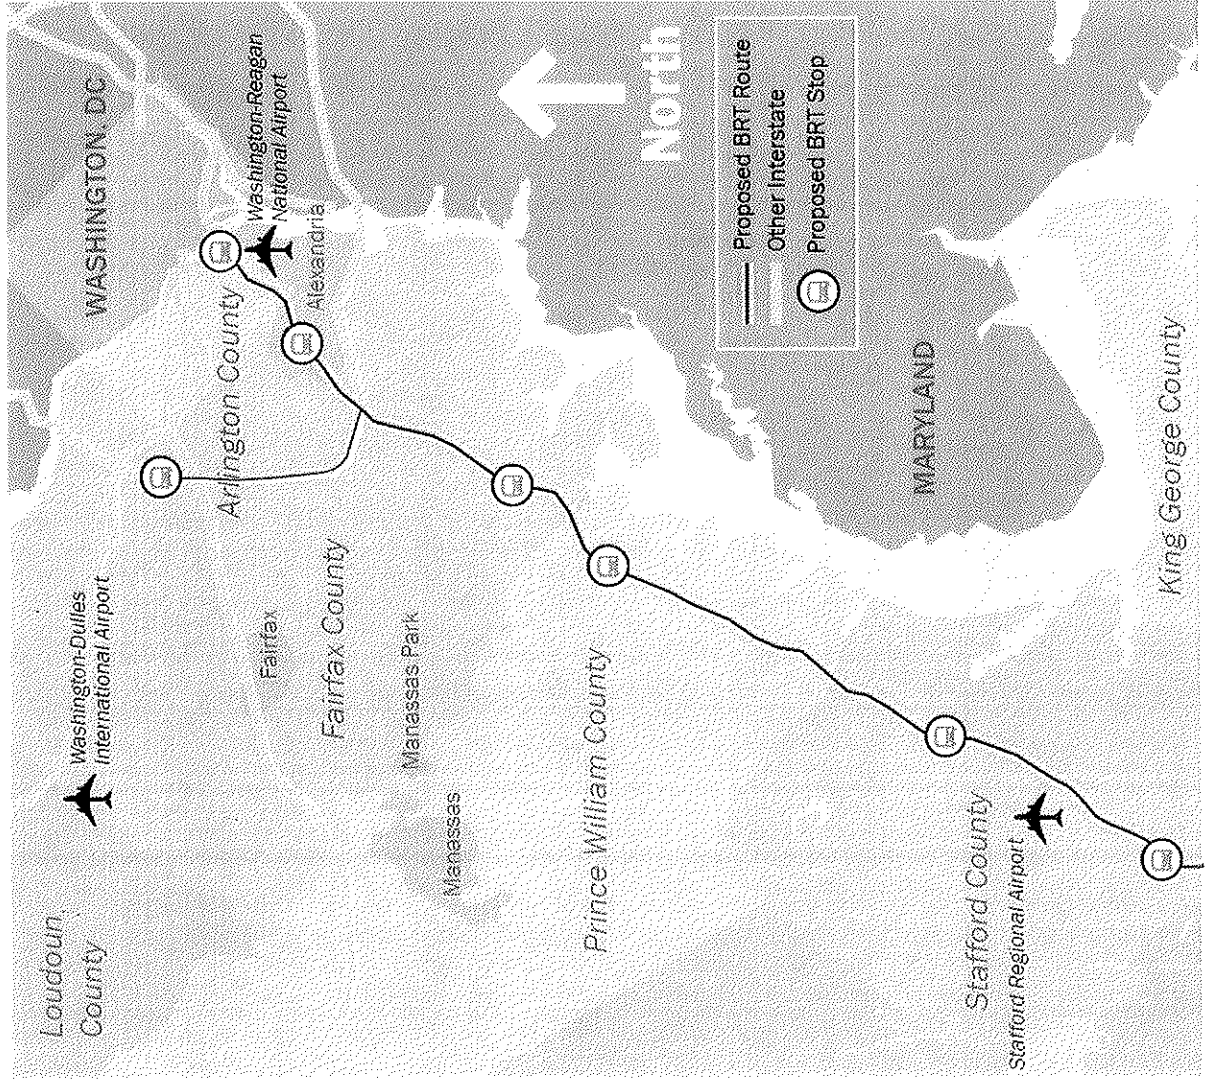 Loudoun
County
Washington-Dulles
International Airport
WASHINGTON DC
Washington-Reagan
National Airport
Alexandria
Arlington County
Fairfax
Fairfax County
Manassas Park
Manassas
Prince William County
North
Proposed BRT Route
Other Interstate
Proposed BRT Stop
MARYLAND
Stafford County
Stafford Regional Airport
King George County